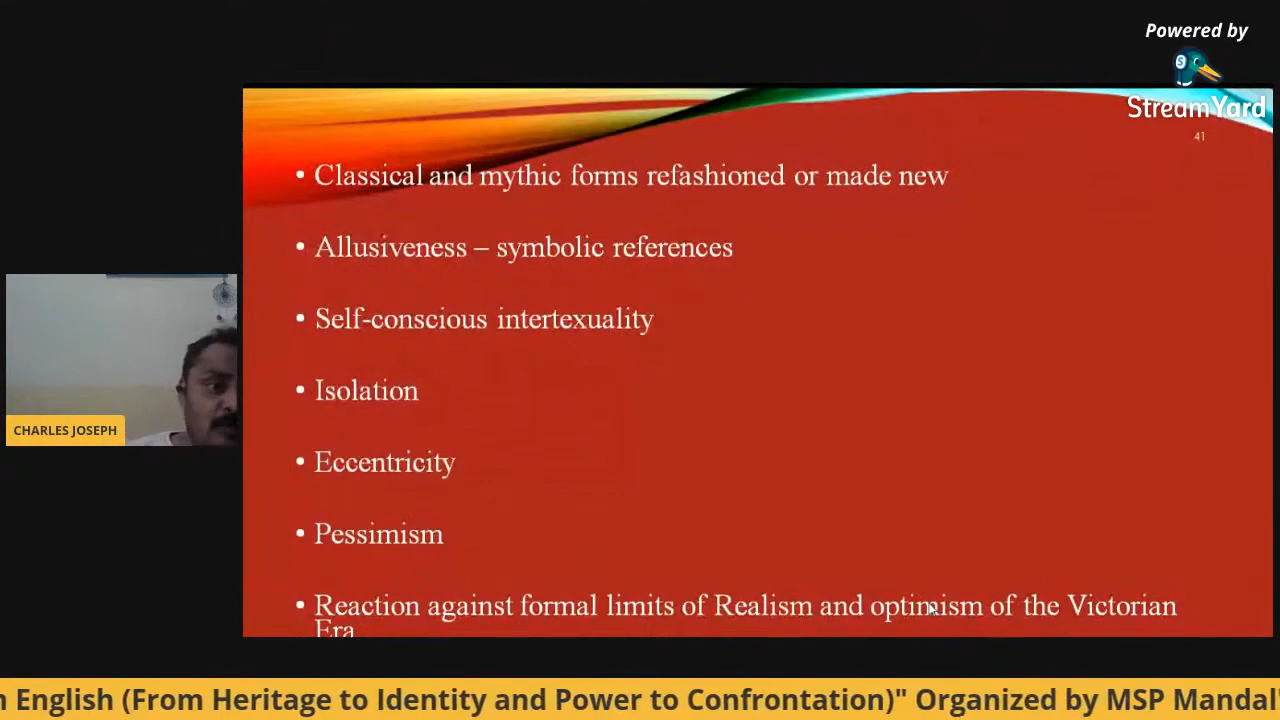 Powered by
StreamYard
41
• Classical and mythic forms refashioned or made new
• Allusiveness – symbolic references
• Self-conscious intertexuality
• Isolation
• Eccentricity
• Pessimism
• Reaction against formal limits of Realism and optimism of the Victorian
Era
CHARLES JOSEPH
English (From Heritage to Identity and Power to Confrontation)" Organized by MSP Mandal'